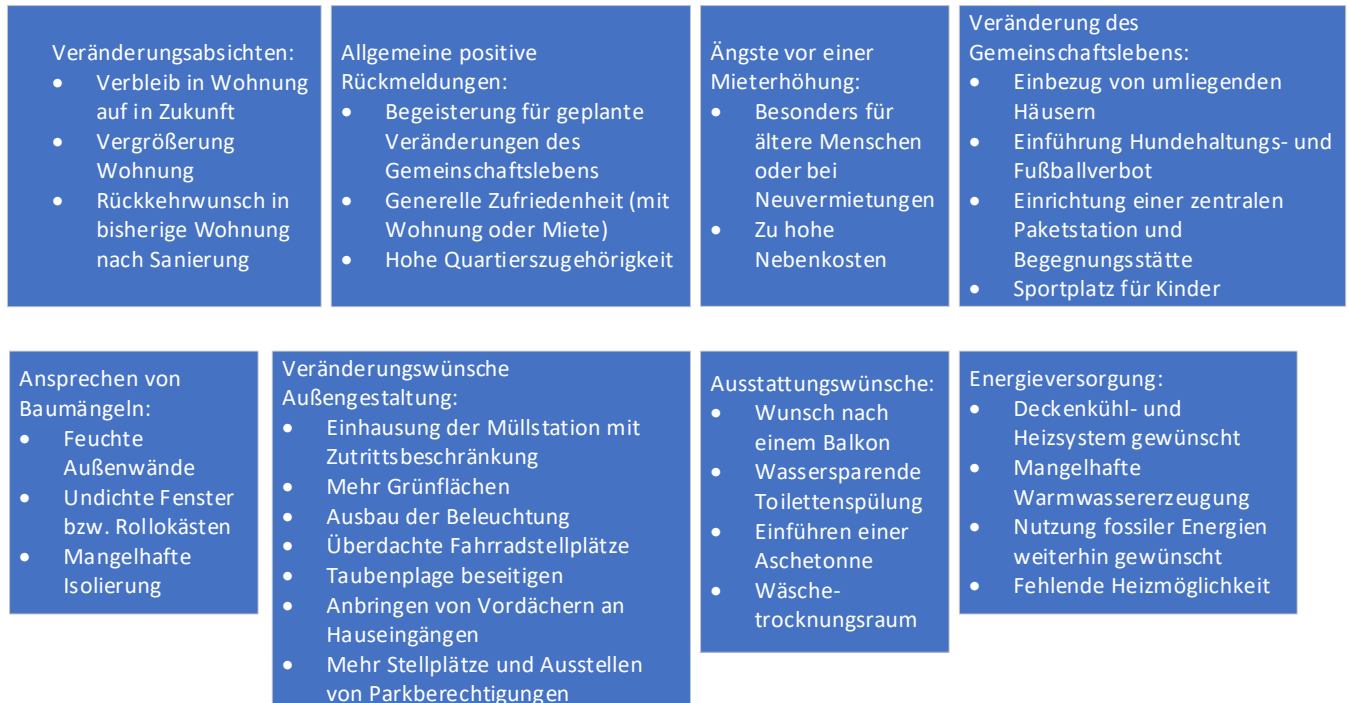 Veränderungsabsichten:
• Verbleib in Wohnung
auf in Zukunft
• Vergrößerung
Wohnung
• Rückkehrwunsch in
bisherige Wohnung
nach Sanierung
Allgemeine positive
Rückmeldungen:
• Begeisterung für geplante
Veränderungen des
Gemeinschaftslebens
• Generelle Zufriedenheit (mit
Wohnung oder Miete)
• Hohe Quartierszugehörigkeit
Ängste vor einer
Mieterhöhung:
• Besonders für
ältere Menschen
oder bei
Neuvermietungen
• Zu hohe
Nebenkosten
Veränderung des
Gemeinschaftslebens:
• Einbezug von umliegenden
Häusern
• Einführung Hundehaltungs- und
Fußballverbot
• Einrichtung einer zentralen
Paketstation und
Begegnungsstätte
• Sportplatz für Kinder
Ansprechen von
Baumängeln:
• Feuchte
Außenwände
• Undichte Fenster
bzw. Rollokästen
• Mangelhafte
Isolierung
Veränderungswünsche
Außengestaltung:
• Einhausung der Müllstation mit
Zutrittsbeschränkung
• Mehr Grünflächen
• Ausbau der Beleuchtung
• Überdachte Fahrradstellplätze
• Taubenplage beseitigen
• Anbringen von Vordächern an
Hauseingängen
• Mehr Stellplätze und Ausstellen
von Parkberechtigungen
Ausstattungswünsche:
• Wunsch nach
einem Balkon
• Wassersparende
Toilettenspülung
• Einführen einer
Aschetonne
• Wäsche-
trocknungsraum
Energieversorgung:
• Deckenkühl- und
Heizsystem gewünscht
• Mangelhafte
Warmwassererzeugung
• Nutzung fossiler Energien
weiterhin gewünscht
• Fehlende Heizmöglichkeit